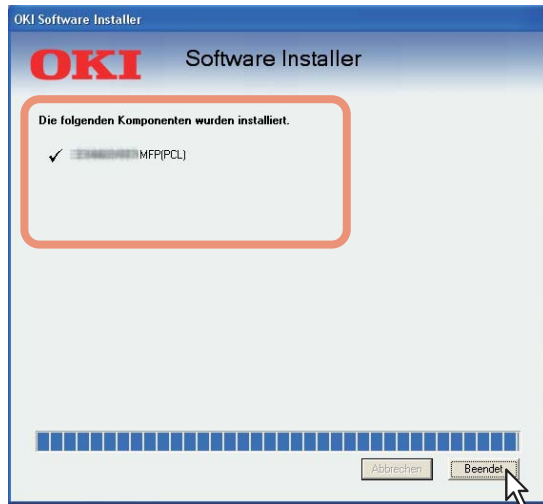 OKI Software Installer
OKI Software Installer
Die folgenden Komponenten wurden installiert.
MFP(PCL)
Abbrechen Beendet